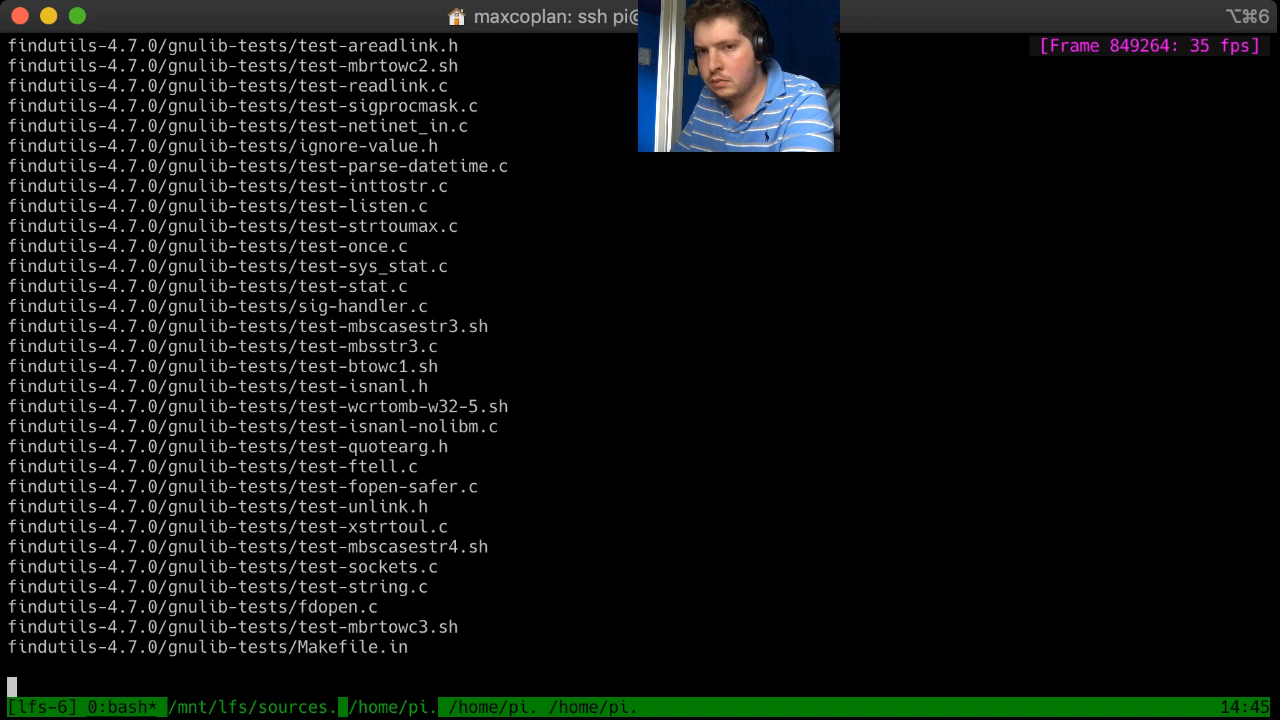 maxcoplan: ssh pi@
⌥⌘6
[Frame 849264: 35 fps]
findutils-4.7.0/gnulib-tests/test-areadlink.h
findutils-4.7.0/gnulib-tests/test-mbrtowc2.sh
findutils-4.7.0/gnulib-tests/test-readlink.c
findutils-4.7.0/gnulib-tests/test-sigprocmask.c
findutils-4.7.0/gnulib-tests/test-netinet_in.c
findutils-4.7.0/gnulib-tests/ignore-value.h
findutils-4.7.0/gnulib-tests/test-parse-datetime.c
findutils-4.7.0/gnulib-tests/test-inttostr.c
findutils-4.7.0/gnulib-tests/test-listen.c
findutils-4.7.0/gnulib-tests/test-strtoumax.c
findutils-4.7.0/gnulib-tests/test-once.c
findutils-4.7.0/gnulib-tests/test-sys_stat.c
findutils-4.7.0/gnulib-tests/test-stat.c
findutils-4.7.0/gnulib-tests/sig-handler.c
findutils-4.7.0/gnulib-tests/test-mbscasestr3.sh
findutils-4.7.0/gnulib-tests/test-mbsstr3.c
findutils-4.7.0/gnulib-tests/test-btowc1.sh
findutils-4.7.0/gnulib-tests/test-isnanl.h
findutils-4.7.0/gnulib-tests/test-wcrtomb-w32-5.sh
findutils-4.7.0/gnulib-tests/test-isnanl-nolibm.c
findutils-4.7.0/gnulib-tests/test-quotearg.h
findutils-4.7.0/gnulib-tests/test-ftell.c
findutils-4.7.0/gnulib-tests/test-fopen-safer.c
findutils-4.7.0/gnulib-tests/test-unlink.h
findutils-4.7.0/gnulib-tests/test-xstrtoul.c
findutils-4.7.0/gnulib-tests/test-mbscasestr4.sh
findutils-4.7.0/gnulib-tests/test-sockets.c
findutils-4.7.0/gnulib-tests/test-string.c
findutils-4.7.0/gnulib-tests/fdopen.c
findutils-4.7.0/gnulib-tests/test-mbrtowc3.sh
findutils-4.7.0/gnulib-tests/Makefile.in
[lfs-6] 0:bash* /mnt/lfs/sources. /home/pi. /home/pi. /home/pi. 14:45